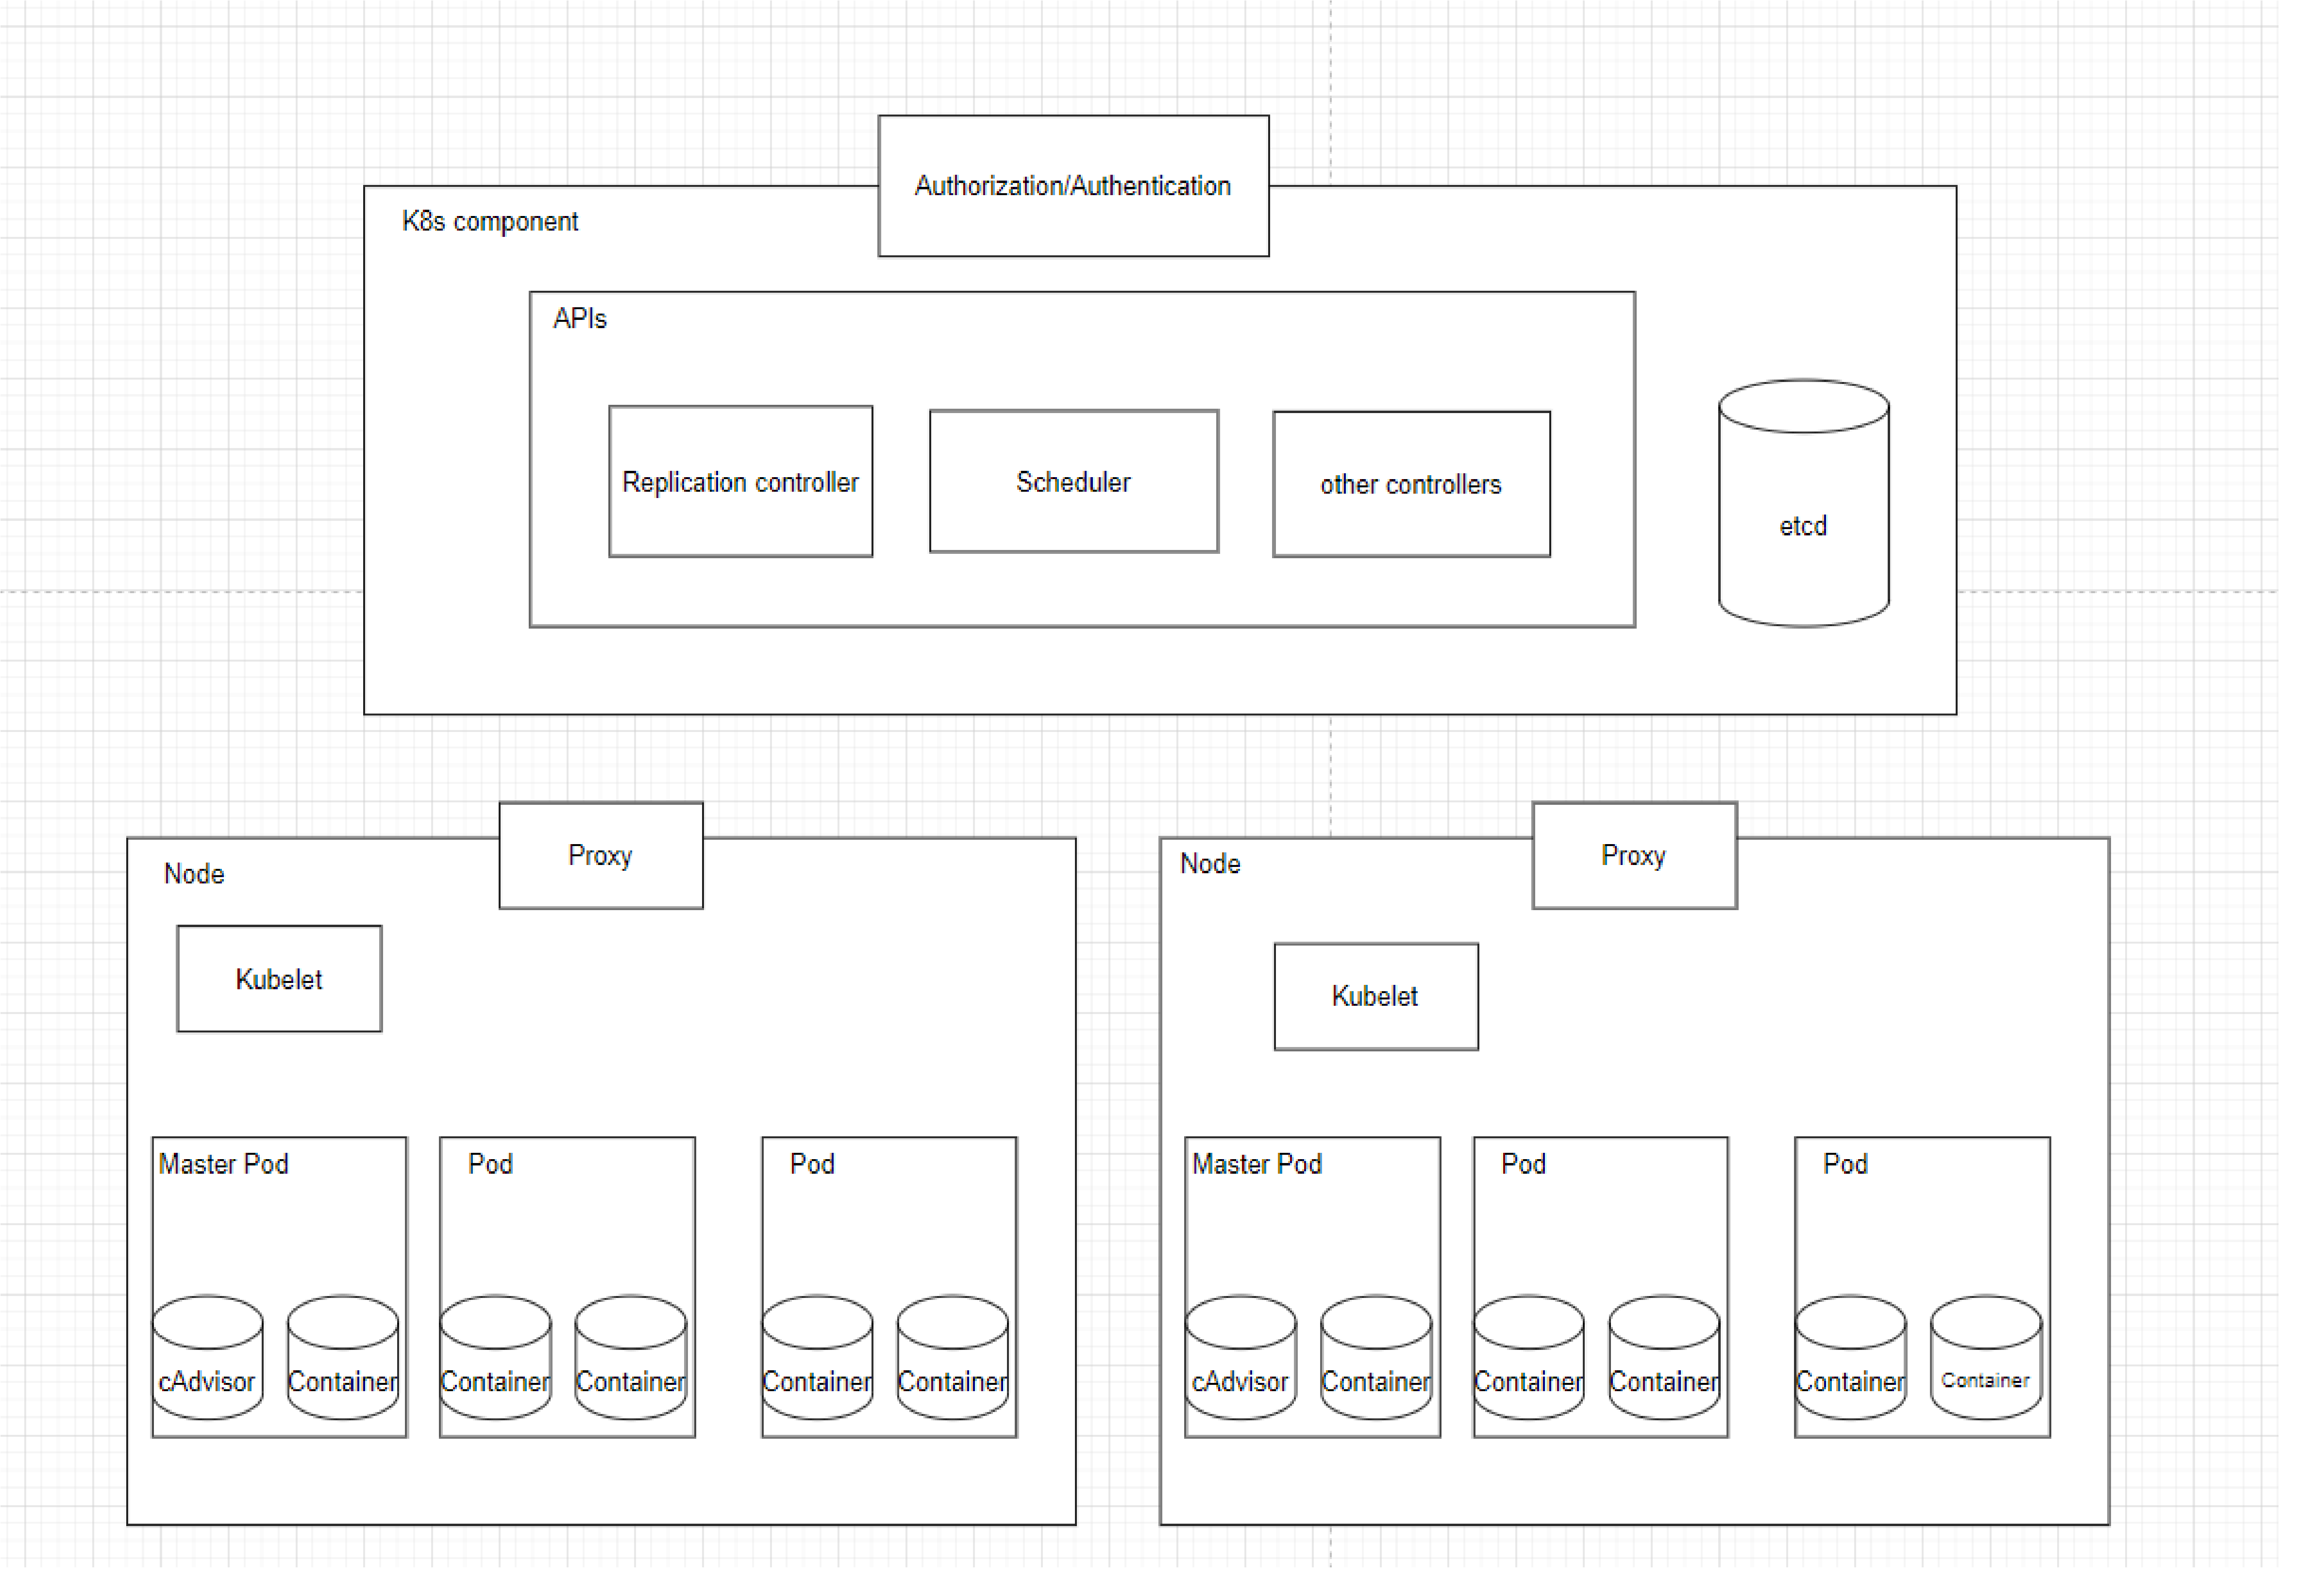 Authorization/Authentication
K8s component
APIs
Replication controller
Scheduler
other controllers
etcd
Proxy
Node
Kubelet
Master Pod
Pod
Pod
cAdvisor
Container
Container
Container
Container
Container
Proxy
Node
Kubelet
Master Pod
Pod
Pod
cAdvisor
Container
Container
Container
Container
Container